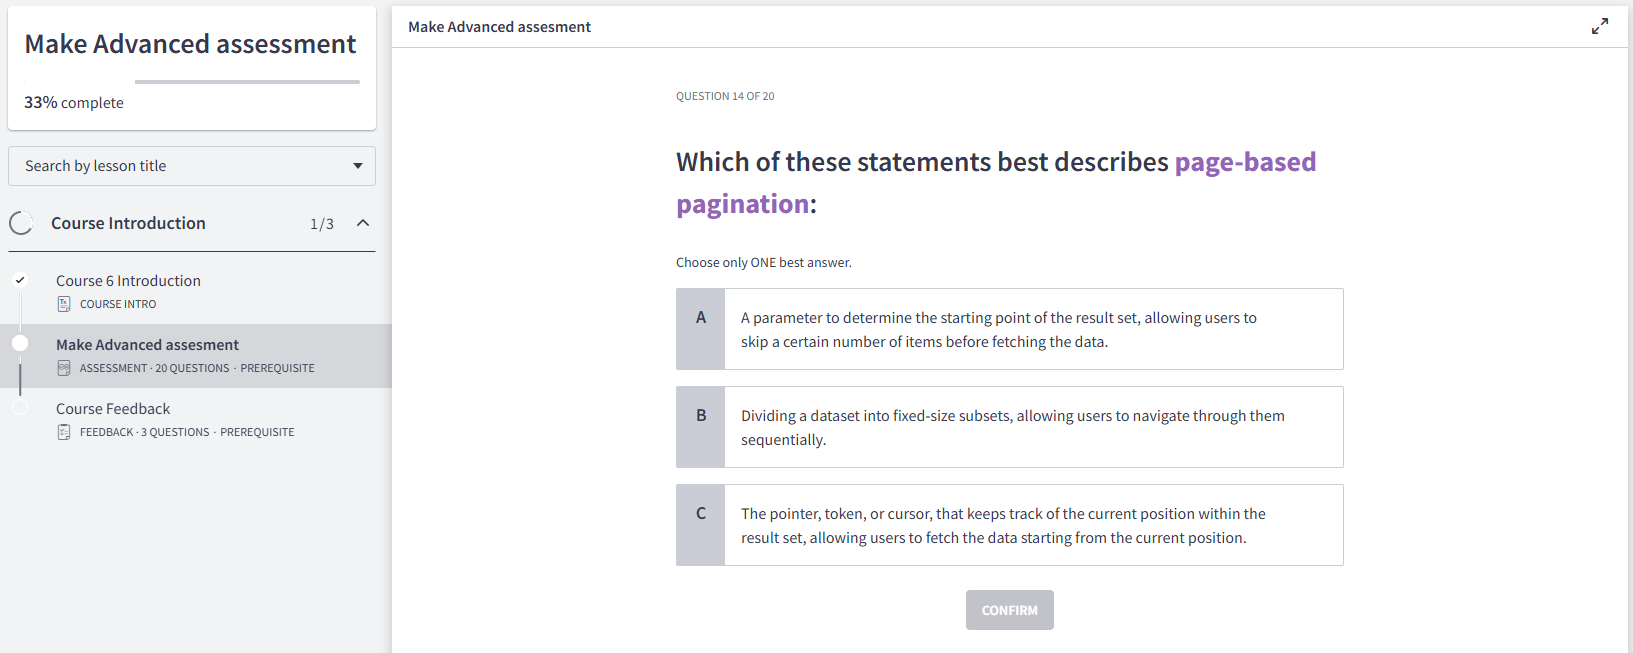 Make Advanced assessment
33% complete
Search by lesson title
Course Introduction 1/3
Course 6 Introduction
COURSE INTRO
Make Advanced assesment
ASSESSMENT · 20 QUESTIONS · PREREQUISITE
Course Feedback
FEEDBACK · 3 QUESTIONS · PREREQUISITE
Make Advanced assesment
QUESTION 14 OF 20
Which of these statements best describes page-based
pagination:
Choose only ONE best answer.
A
A parameter to determine the starting point of the result set, allowing users to
skip a certain number of items before fetching the data.
B
Dividing a dataset into fixed-size subsets, allowing users to navigate through them
sequentially.
C
The pointer, token, or cursor, that keeps track of the current position within the
result set, allowing users to fetch the data starting from the current position.
CONFIRM